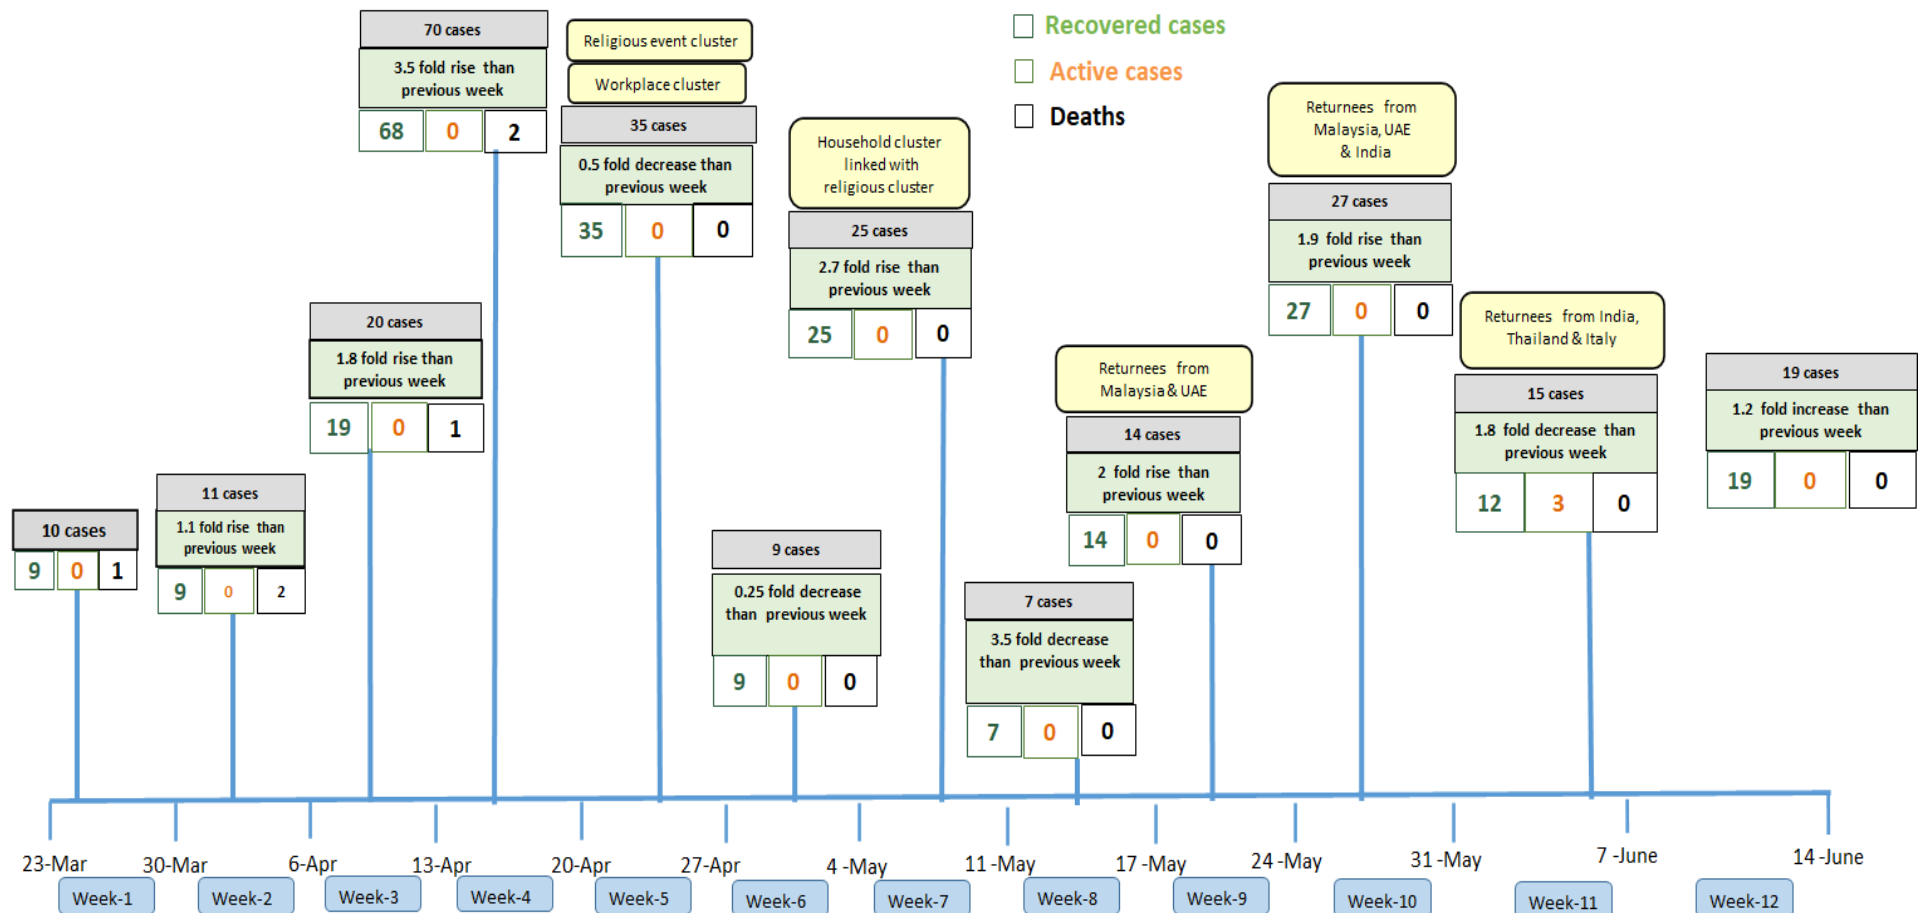 Recovered cases
Active cases
Deaths
10 cases
9 0 1
11 cases
1.1 fold rise than
previous week
9 0 2
20 cases
1.8 fold rise than
previous week
19 0 1
70 cases
3.5 fold rise than
previous week
68 0 2
Religious event cluster
Workplace cluster
35 cases
0.5 fold decrease than
previous week
35 0 0
9 cases
0.25 fold decrease
than previous week
9 0 0
Household cluster
linked with
religious cluster
25 cases
2.7 fold rise than
previous week
25 0 0
7 cases
3.5 fold decrease
than previous week
7 0 0
Returnees from
Malaysia & UAE
14 cases
2 fold rise than
previous week
14 0 0
Returnees from
Malaysia, UAE
& India
27 cases
1.9 fold rise than
previous week
27 0 0
Returnees from India,
Thailand & Italy
15 cases
1.8 fold decrease than
previous week
12 3 0
19 cases
1.2 fold increase than
previous week
19 0 0
23-Mar 30-Mar 6-Apr 13-Apr 20-Apr 27-Apr 4 -May 11 -May 17 -May 24 -May 31 -May 7 -June 14 -June
Week-1 Week-2 Week-3 Week-4 Week-5 Week-6 Week-7 Week-8 Week-9 Week-10 Week-11 Week-12